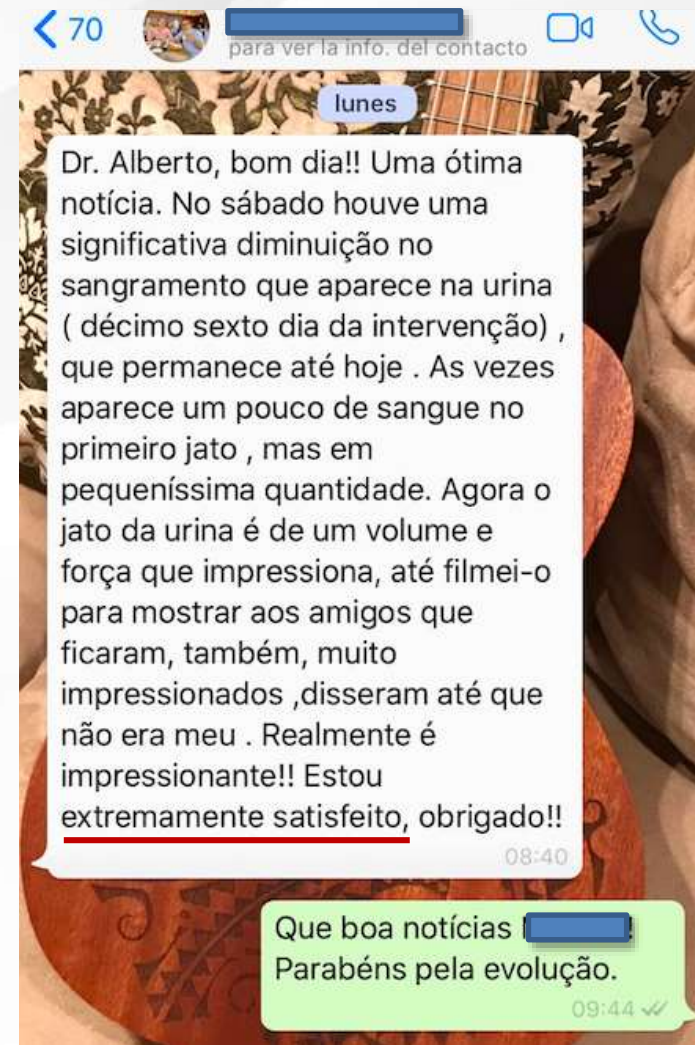 70
para ver la info. del contacto
lunes
Dr. Alberto, bom dia!! Uma ótima
notícia. No sábado houve uma
significativa diminuição no
sangramento que aparece na urina
( décimo sexto dia da intervenção) ,
que permanece até hoje . As vezes
aparece um pouco de sangue no
primeiro jato , mas em
pequeníssima quantidade. Agora o
jato da urina é de um volume e
força que impressiona, até filmei-o
para mostrar aos amigos que
ficaram, também, muito
impressionados ,disseram até que
não era meu . Realmente é
impressionante!! Estou
extremamente satisfeito, obrigado!!
08:40
Que boa notícias !
Parabéns pela evolução.
09:44